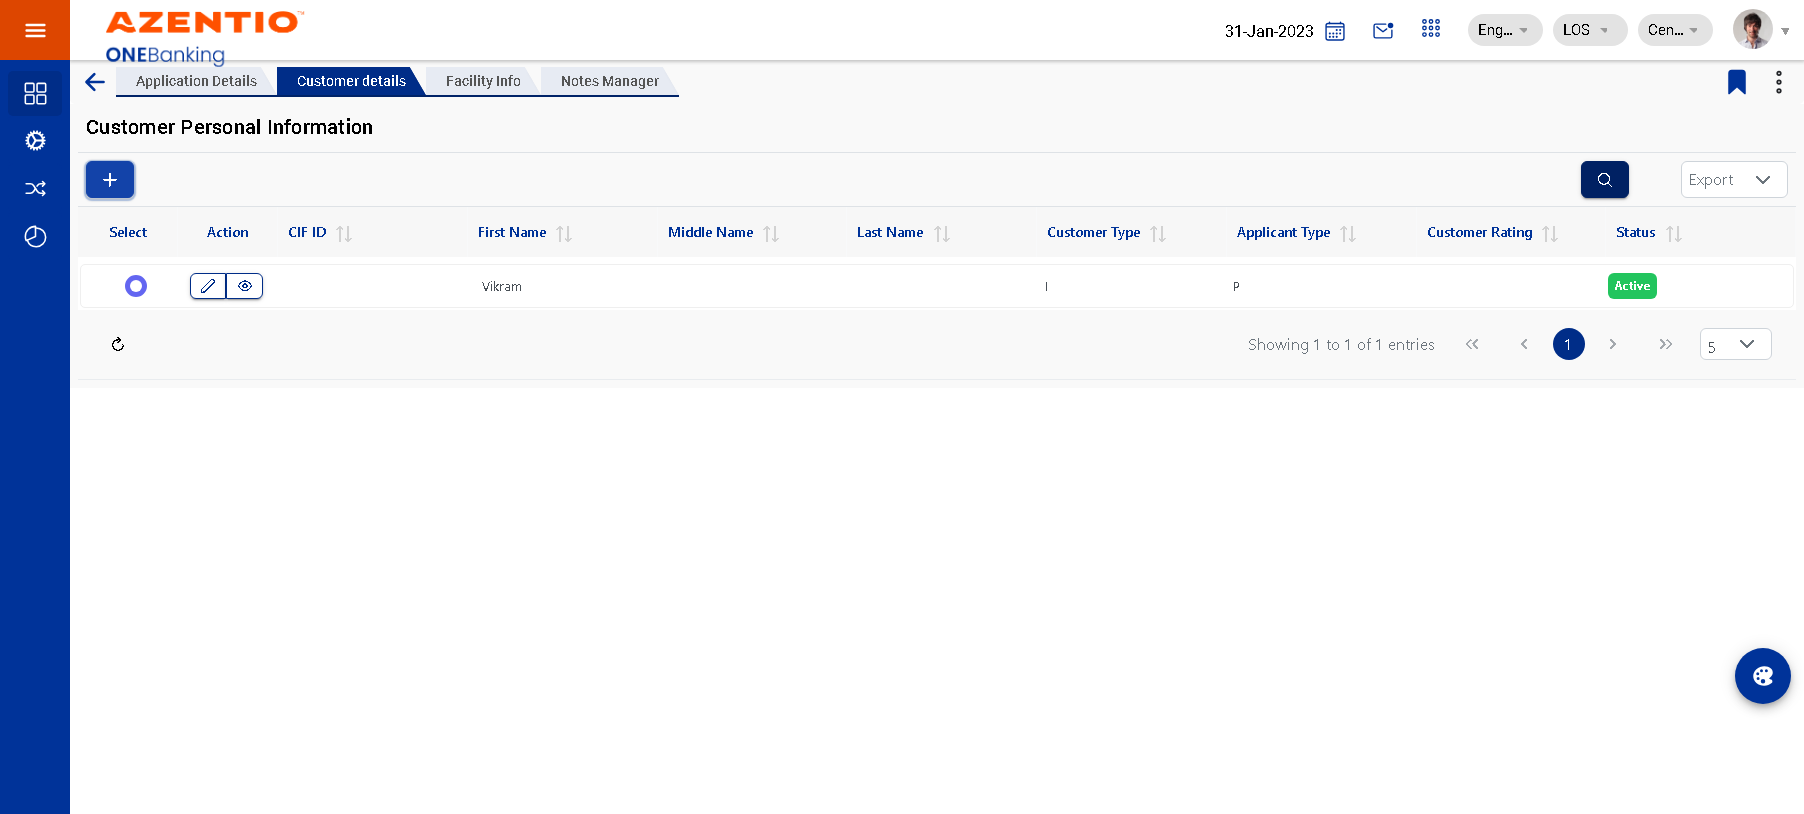 AZENTIO™
ONEBanking
31-Jan-2023
Eng...
LOS
Cen...
Application Details
Customer details
Facility Info
Notes Manager
Customer Personal Information
Export
Select Action CIF ID First Name Middle Name Last Name Customer Type Applicant Type Customer Rating Status
Vikram I P Active
Showing 1 to 1 of 1 entries
1
5